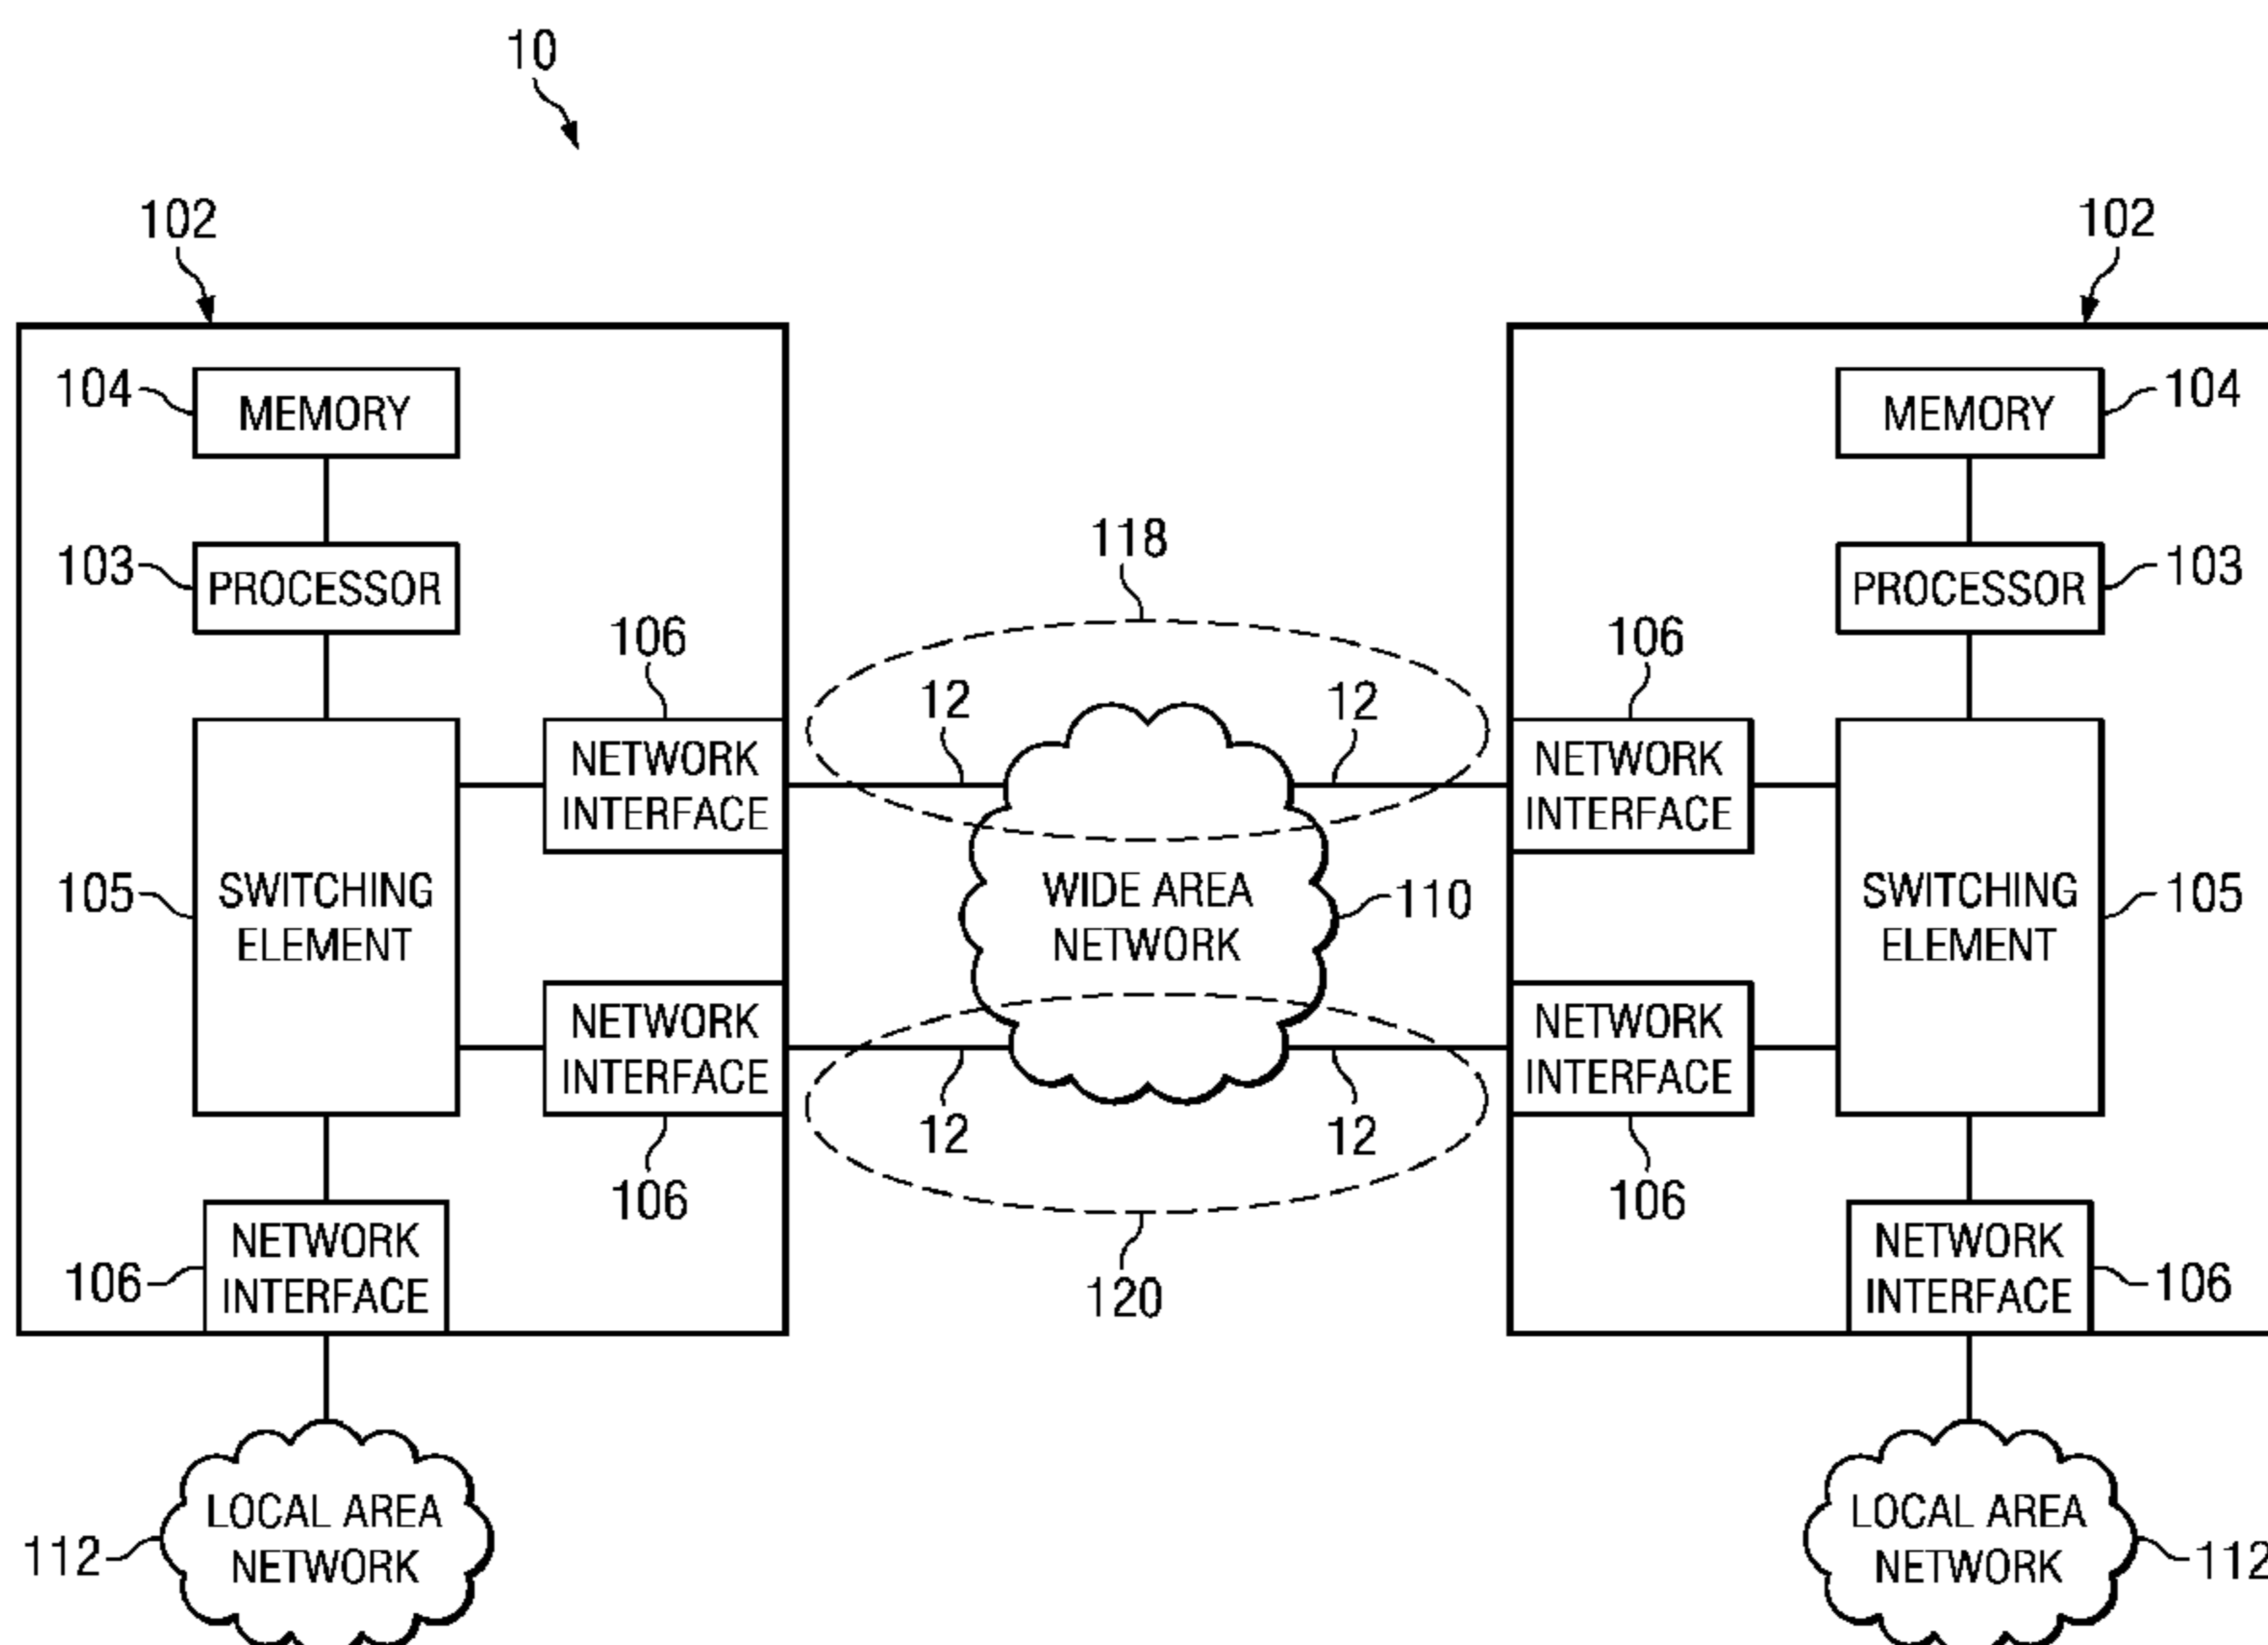 10
102
102
104
MEMORY
MEMORY
104
118
103
PROCESSOR
PROCESSOR
103
106
106
12
12
NETWORK
INTERFACE
NETWORK
INTERFACE
105
SWITCHING
ELEMENT
WIDE AREA
NETWORK
110
SWITCHING
ELEMENT
105
NETWORK
INTERFACE
NETWORK
INTERFACE
12
12
106
106
120
106
NETWORK
INTERFACE
NETWORK
INTERFACE
106
112
LOCAL AREA
NETWORK
LOCAL AREA
NETWORK
112